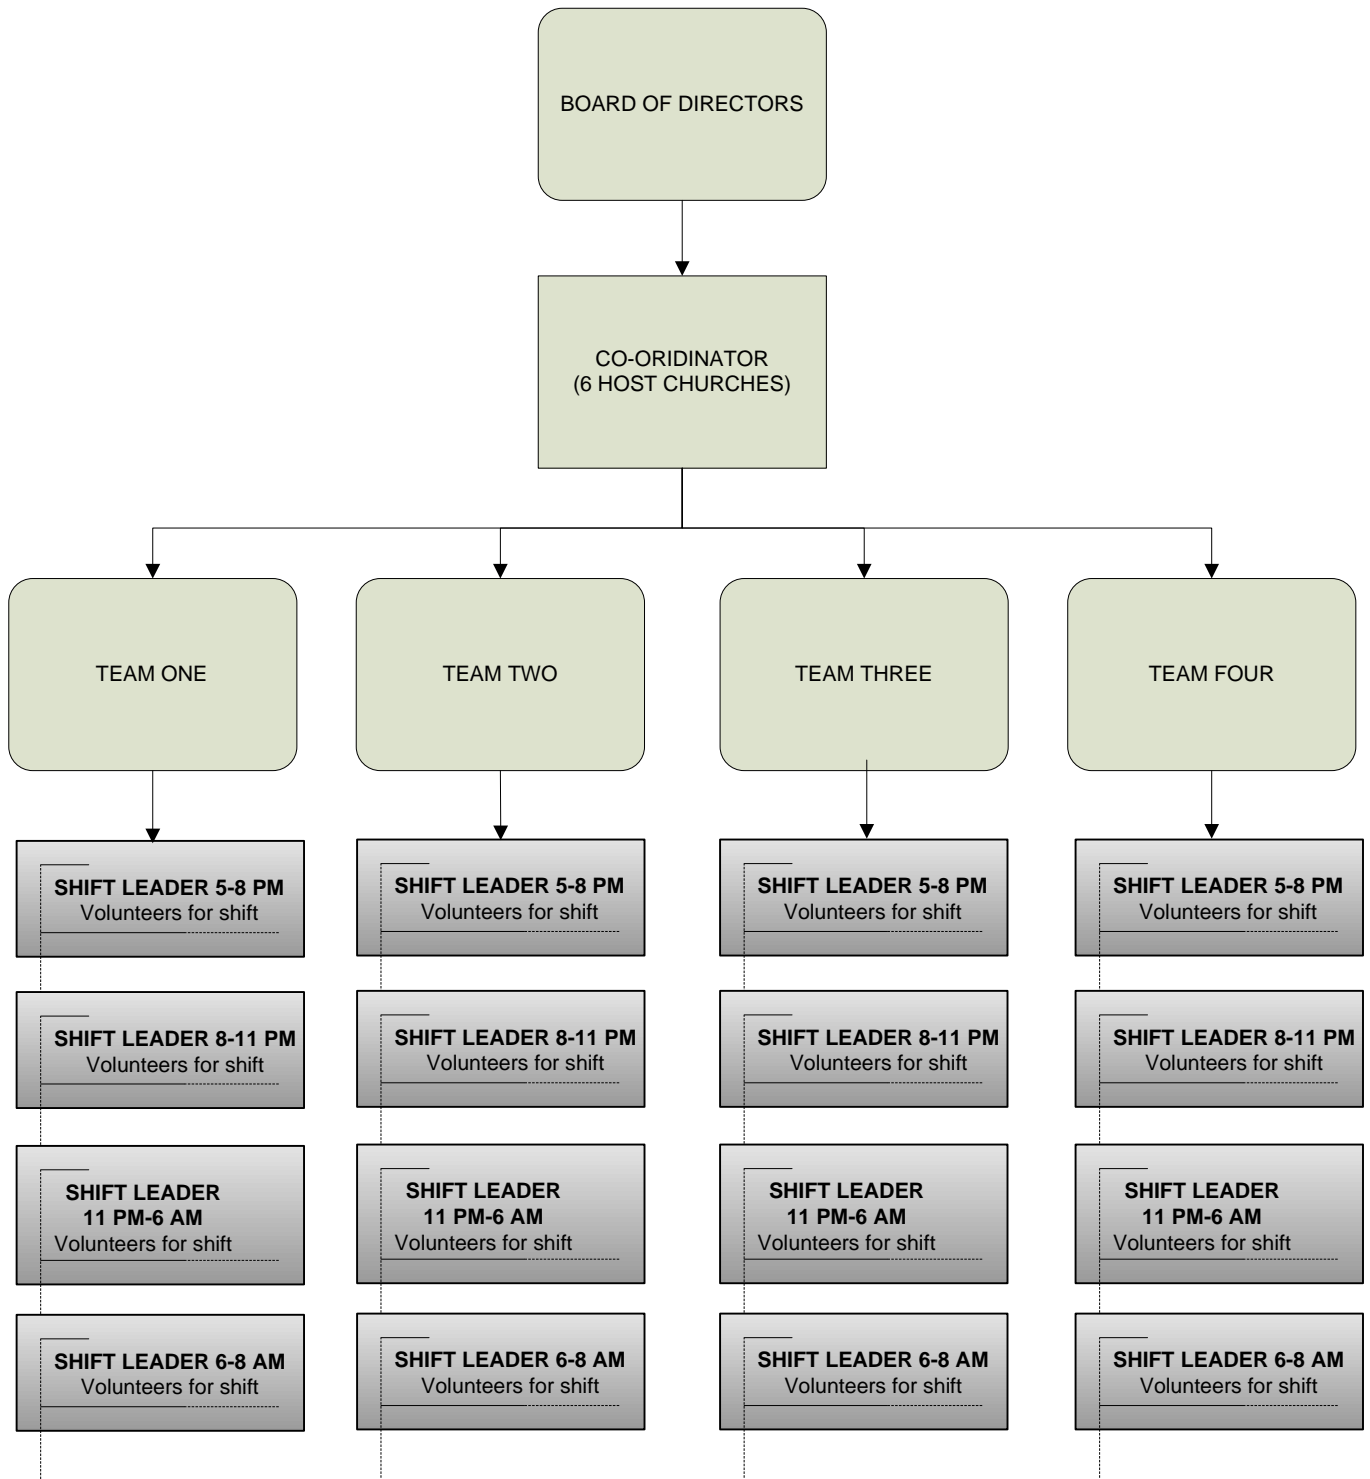 BOARD OF DIRECTORS
CO-ORIDINATOR
(6 HOST CHURCHES)
TEAM ONE
TEAM TWO
TEAM THREE
TEAM FOUR
SHIFT LEADER 5-8 PM
Volunteers for shift
SHIFT LEADER 5-8 PM
Volunteers for shift
SHIFT LEADER 5-8 PM
Volunteers for shift
SHIFT LEADER 5-8 PM
Volunteers for shift
SHIFT LEADER 8-11 PM
Volunteers for shift
SHIFT LEADER 8-11 PM
Volunteers for shift
SHIFT LEADER 8-11 PM
Volunteers for shift
SHIFT LEADER 8-11 PM
Volunteers for shift
SHIFT LEADER
11 PM-6 AM
Volunteers for shift
SHIFT LEADER
11 PM-6 AM
Volunteers for shift
SHIFT LEADER
11 PM-6 AM
Volunteers for shift
SHIFT LEADER
11 PM-6 AM
Volunteers for shift
SHIFT LEADER 6-8 AM
Volunteers for shift
SHIFT LEADER 6-8 AM
Volunteers for shift
SHIFT LEADER 6-8 AM
Volunteers for shift
SHIFT LEADER 6-8 AM
Volunteers for shift